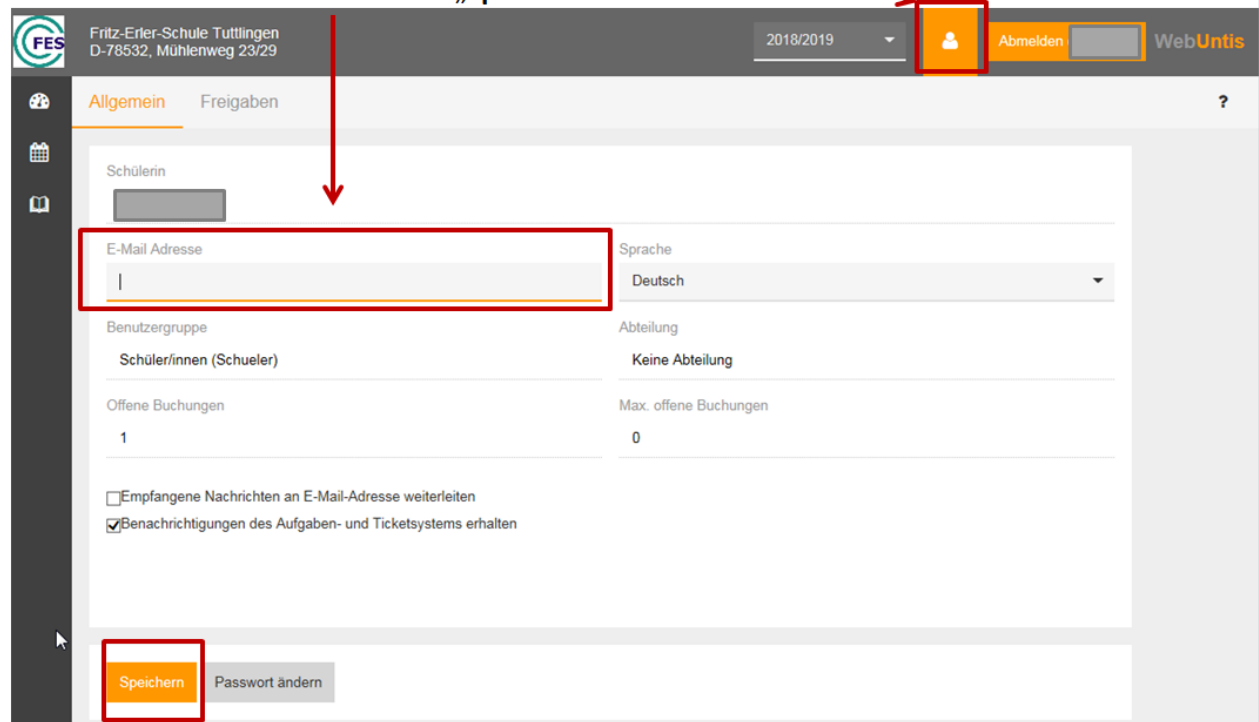 FES
Fritz-Erler-Schule Tuttlingen
D-78532, Mühlenweg 23/29
2018/2019
Abmelden
WebUntis
Allgemein
Freigaben
?
Schülerin
E-Mail Adresse
Sprache
Deutsch
Benutzergruppe
Abteilung
Schüler/innen (Schueler)
Keine Abteilung
Offene Buchungen
Max. offene Buchungen
1
0
Empfangene Nachrichten an E-Mail-Adresse weiterleiten
Benachrichtigungen des Aufgaben- und Ticketsystems erhalten
Speichern
Passwort ändern